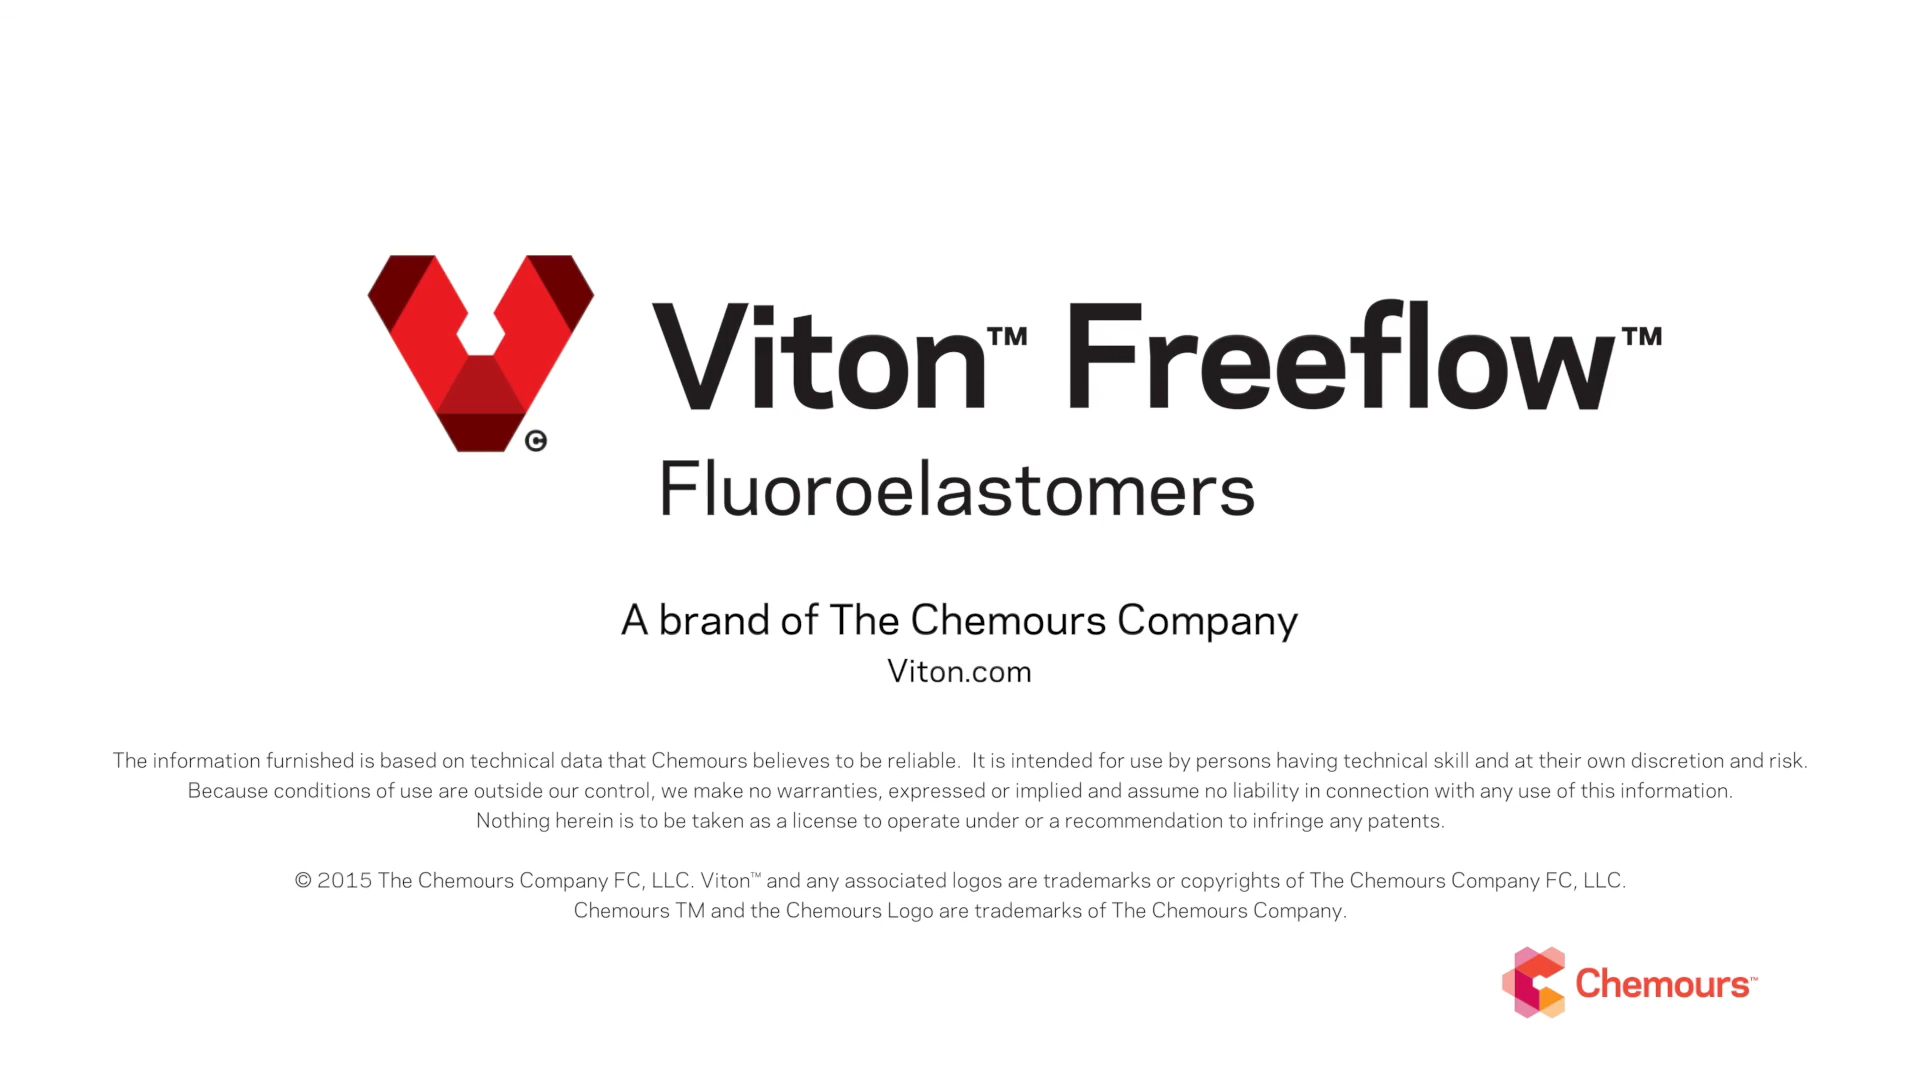 Viton™ Freeflow™
©
Fluoroelastomers
A brand of The Chemours Company
Viton.com
The information furnished is based on technical data that Chemours believes to be reliable.  It is intended for use by persons having technical skill and at their own discretion and risk.
Because conditions of use are outside our control, we make no warranties, expressed or implied and assume no liability in connection with any use of this information.
Nothing herein is to be taken as a license to operate under or a recommendation to infringe any patents.
© 2015 The Chemours Company FC, LLC. Viton™ and any associated logos are trademarks or copyrights of The Chemours Company FC, LLC.
Chemours TM and the Chemours Logo are trademarks of The Chemours Company.
Chemours™